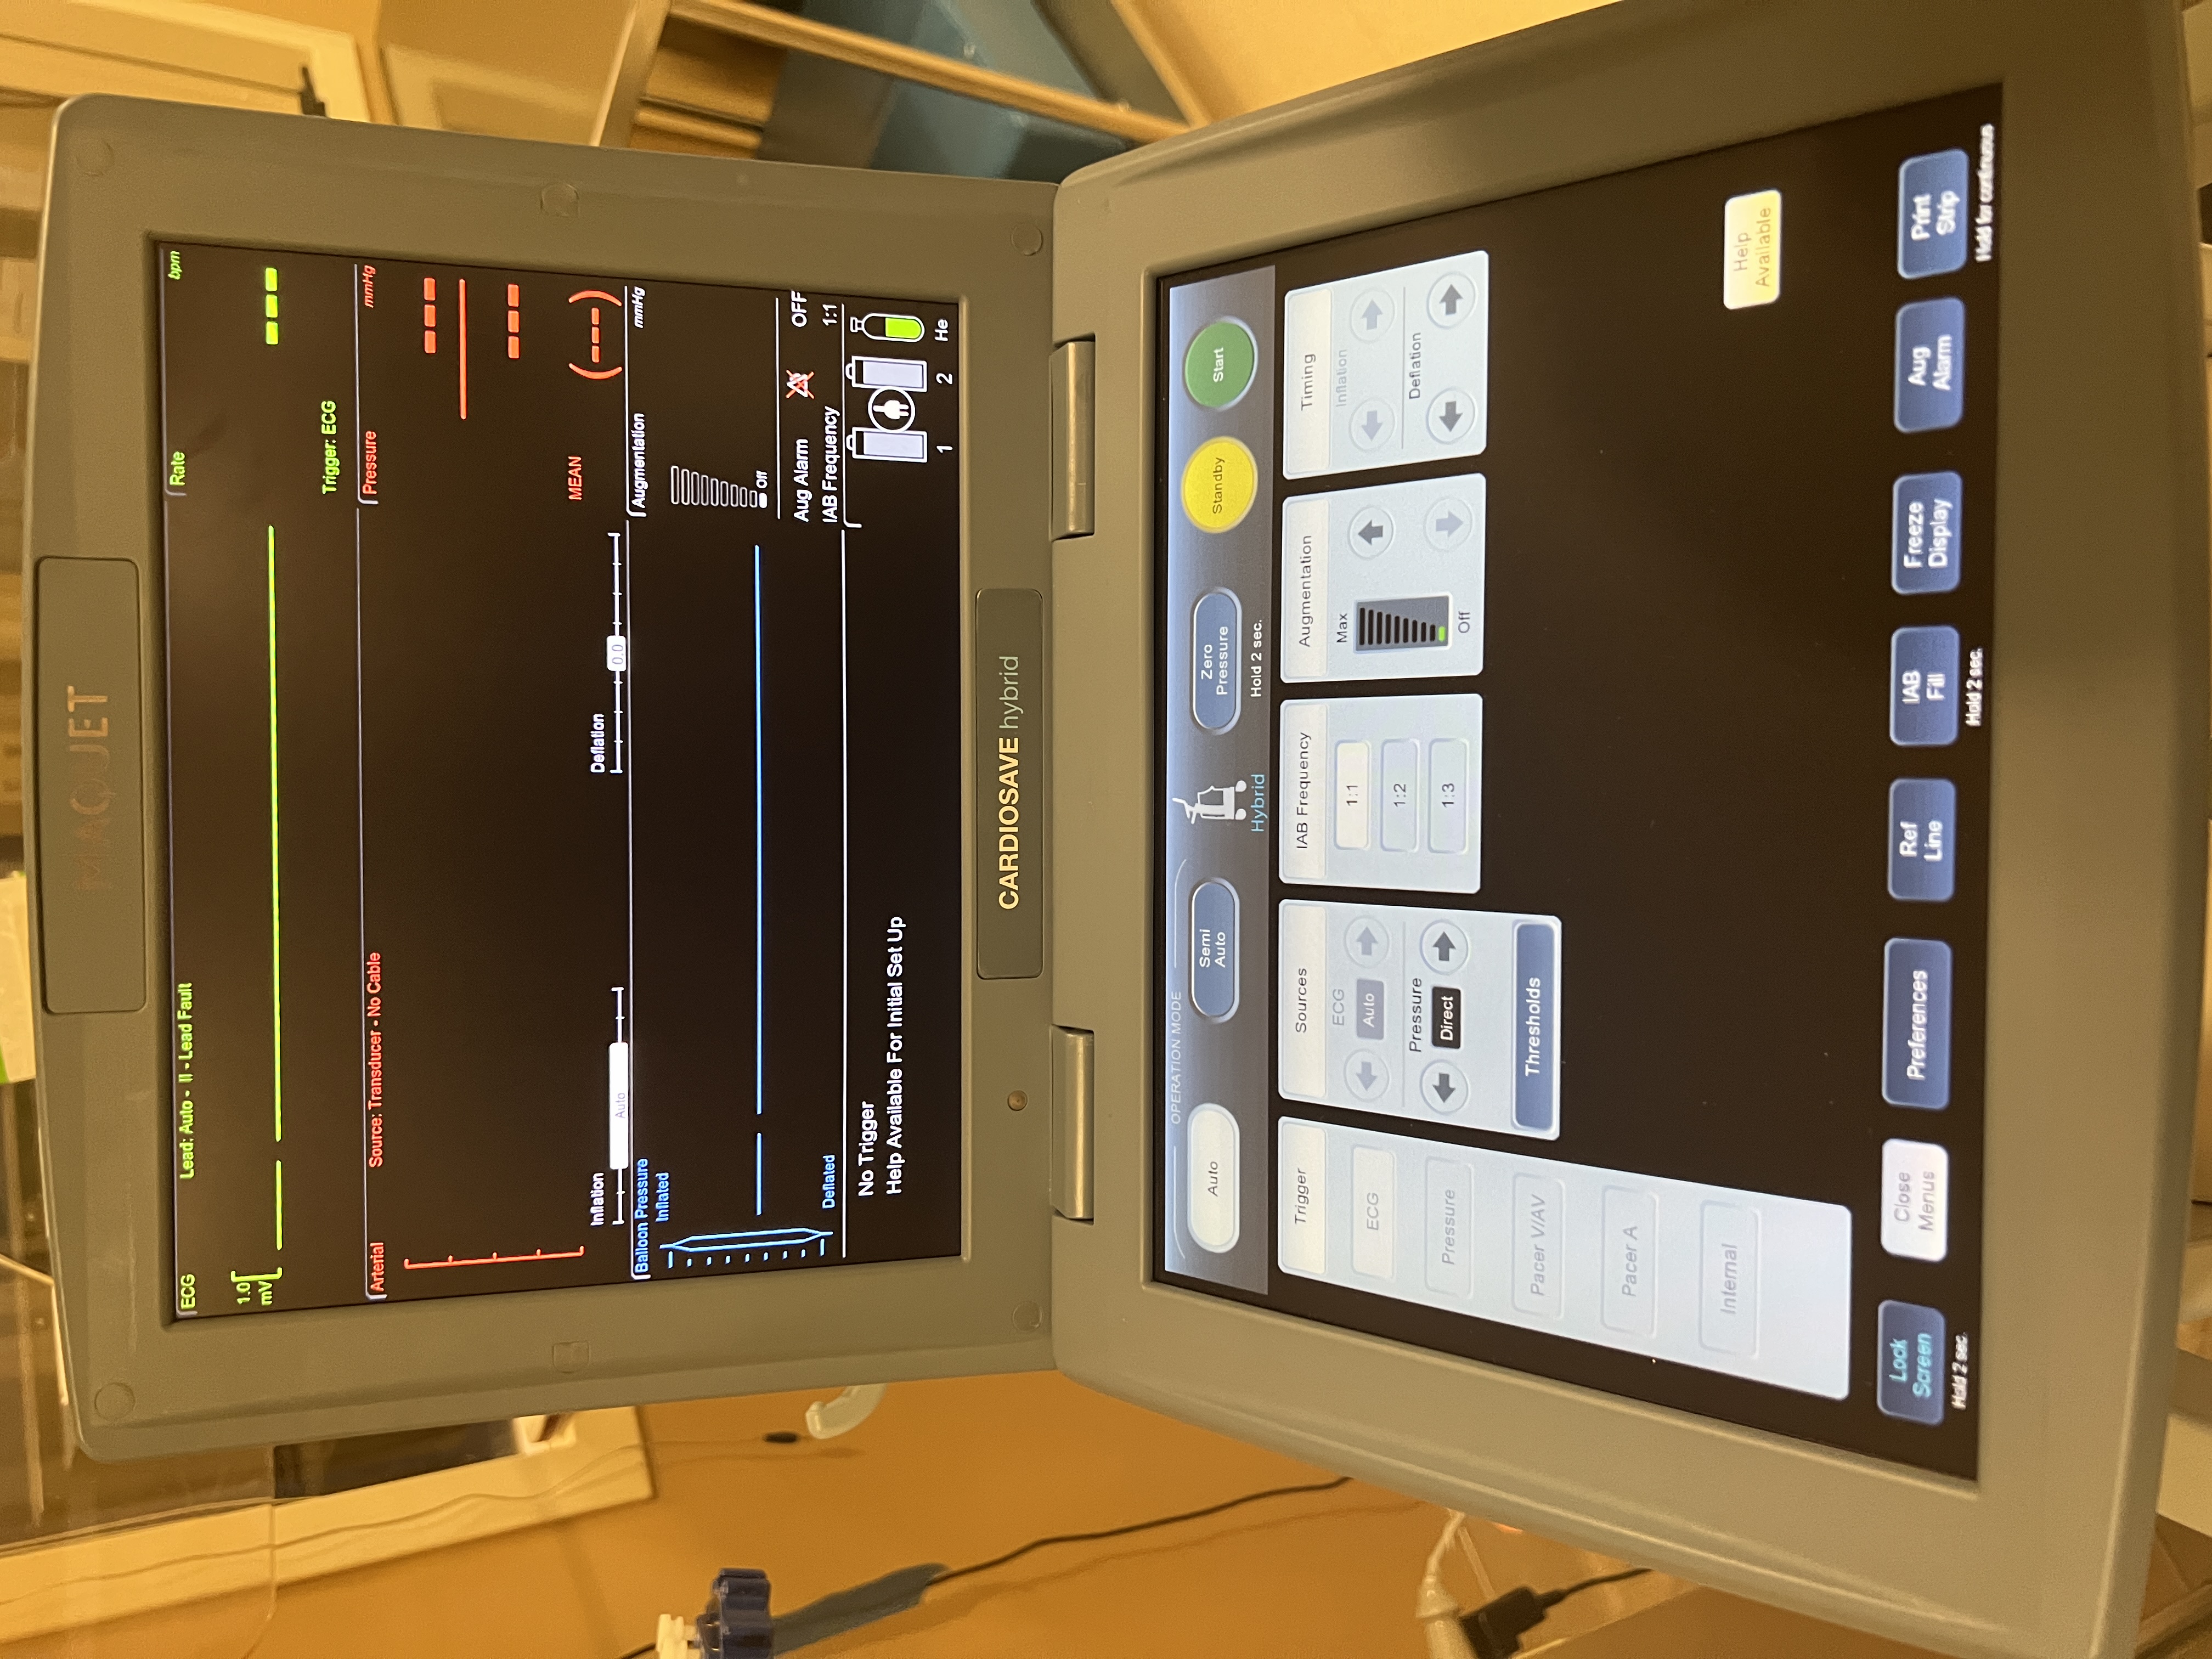 MAQUET
ECG Lead: Auto - II - Lead Fault Rate bpm
1.0
mV
---
Trigger: ECG
Arterial Source: Transducer - No Cable Pressure mmHg
---
---
MEAN (---)
Inflation Deflation
Auto 0.0
Balloon Pressure Augmentation mmHg
Inflated
Off
Aug Alarm OFF
Deflated IAB Frequency 1:1
No Trigger
Help Available For Initial Set Up
1 2 He
CARDIOSAVE hybrid
OPERATION MODE
Auto
Semi
Auto
Hybrid
Zero
Pressure
Hold 2 sec.
Standby
Start
Trigger
ECG
Pressure
Pacer V/AV
Pacer A
Internal
Sources
ECG
Auto
Pressure
Direct
Thresholds
IAB Frequency
1:1
1:2
1:3
Augmentation
Max
Off
Timing
Inflation
Deflation
Help
Available
Lock
Screen
Hold 2 sec.
Close
Menus
Preferences
Ref
Line
IAB
Fill
Hold 2 sec.
Freeze
Display
Aug
Alarm
Print
Strip
Hold for continuous